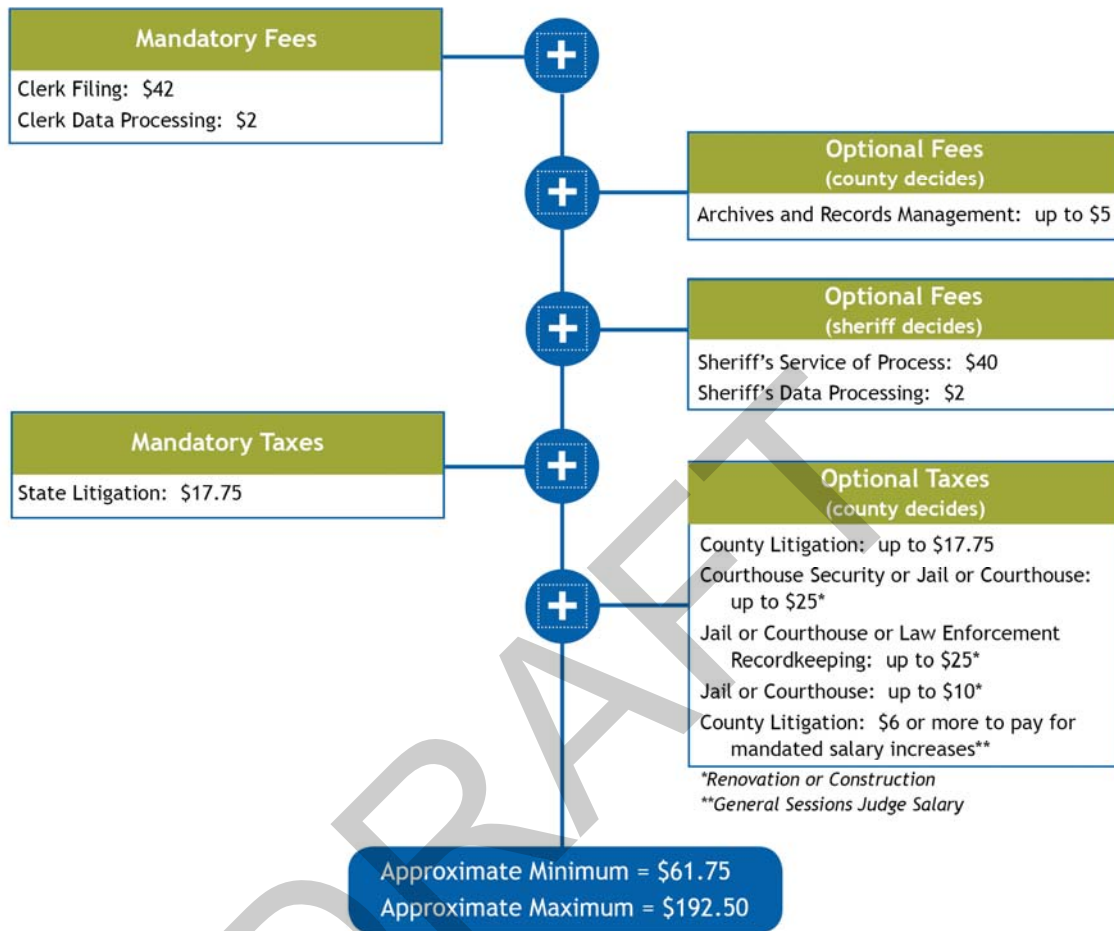 Mandatory Fees
Clerk Filing: $42
Clerk Data Processing: $2
+
+
Optional Fees
(county decides)
Archives and Records Management: up to $5
+
Optional Fees
(sheriff decides)
Sheriff's Service of Process: $40
Sheriff's Data Processing: $2
Mandatory Taxes
State Litigation: $17.75
+
Optional Taxes
(county decides)
County Litigation: up to $17.75
Courthouse Security or Jail or Courthouse:
up to $25*
Jail or Courthouse or Law Enforcement
Recordkeeping: up to $25*
Jail or Courthouse: up to $10*
County Litigation: $6 or more to pay for
mandated salary increases**
+
*Renovation or Construction
**General Sessions Judge Salary
Approximate Minimum = $61.75
Approximate Maximum = $192.50
DRAFT